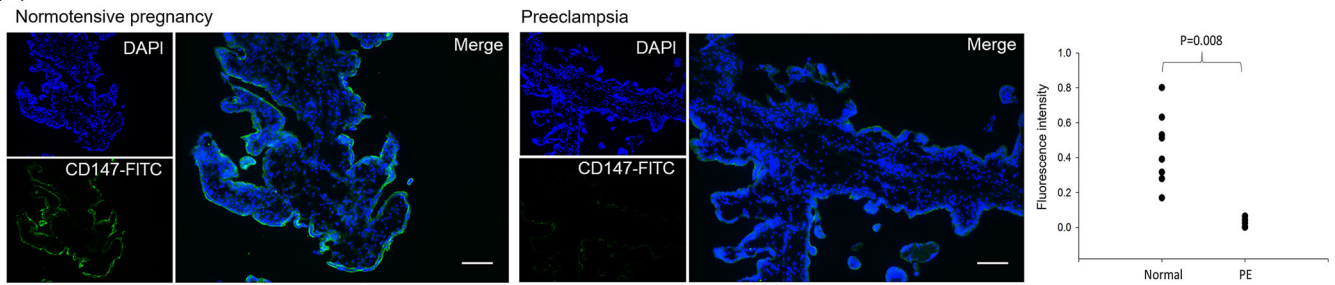 Normotensive pregnancy
DAPI
Merge
CD147-FITC
Preeclampsia
DAPI
Merge
CD147-FITC
P=0.008
Fluorescence intensity
1.0
0.8
0.6
0.4
0.2
0.0
Normal
PE